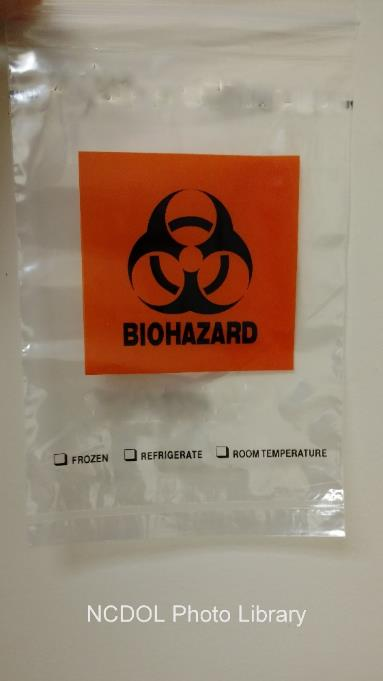 BIOHAZARD
FROZEN REFRIGERATE ROOM TEMPERATURE
NCDOL Photo Library